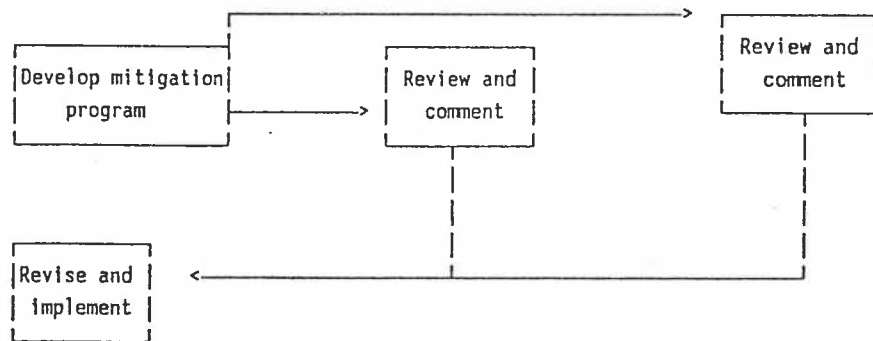 Develop mitigation
program
Review and
comment
Review and
comment
Revise and
implement